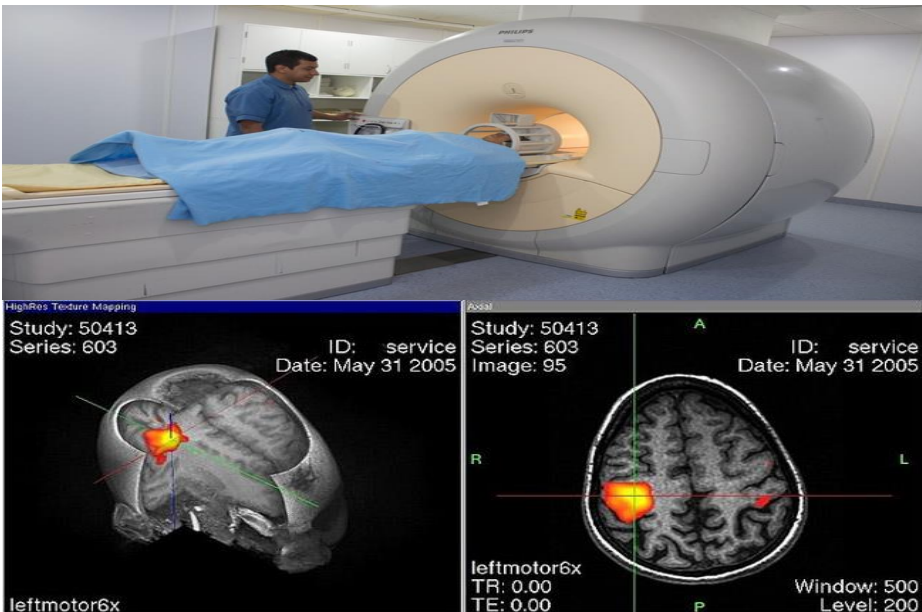 PHILIPS
HighRes Texture Mapping
Study: 50413
Series: 603
ID: service
Date: May 31 2005
leftmotor6x
Axial
Study: 50413
Series: 603
Image: 95
A
ID: service
Date: May 31 2005
R
L
leftmotor6x
TR: 0.00
TE: 0.00
P
Window: 500
Level: 200